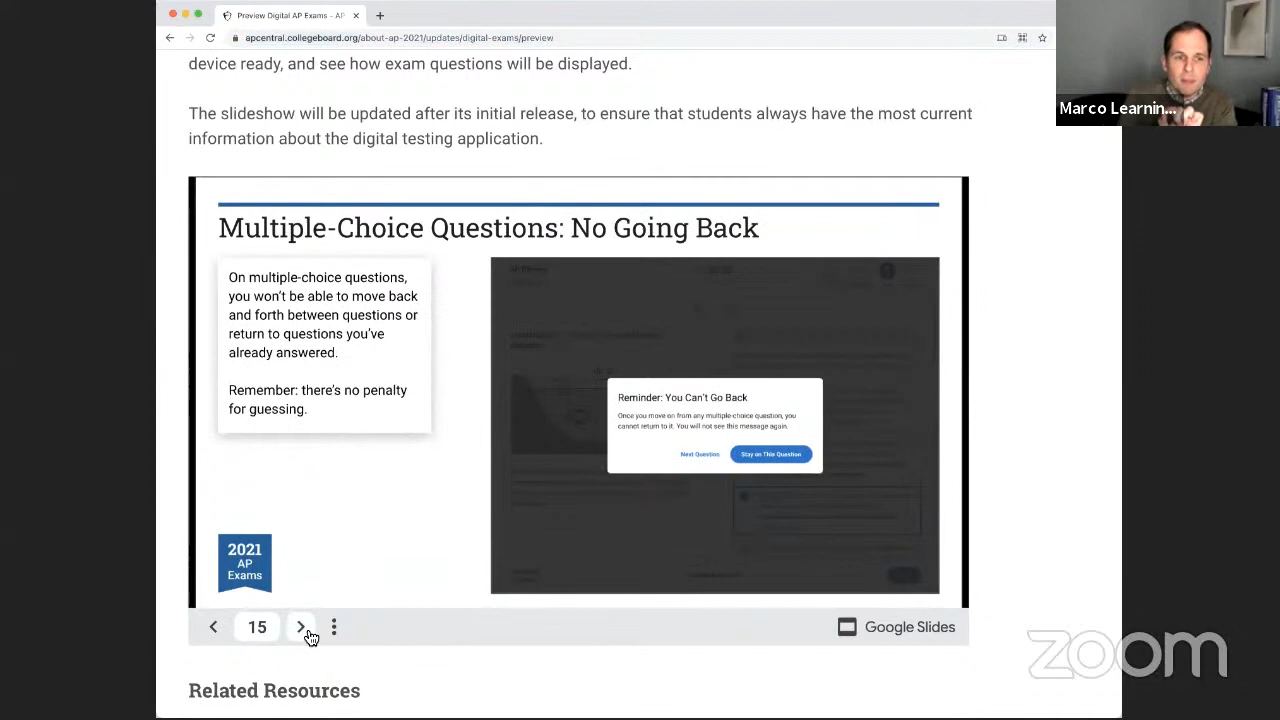 Preview Digital AP Exams - AP
apcentral.collegeboard.org/about-ap-2021/updates/digital-exams/preview
Marco Learnin...
device ready, and see how exam questions will be displayed.
The slideshow will be updated after its initial release, to ensure that students always have the most current
information about the digital testing application.
Multiple-Choice Questions: No Going Back
On multiple-choice questions,
you won't be able to move back
and forth between questions or
return to questions you've
already answered.
Remember: there's no penalty
for guessing.
Reminder: You Can't Go Back
Once you move on from any multiple-choice question, you
cannot return to it. You will not see this message again.
Next Question
Stay on This Question
2021
AP
Exams
15
Google Slides
zoom
Related Resources